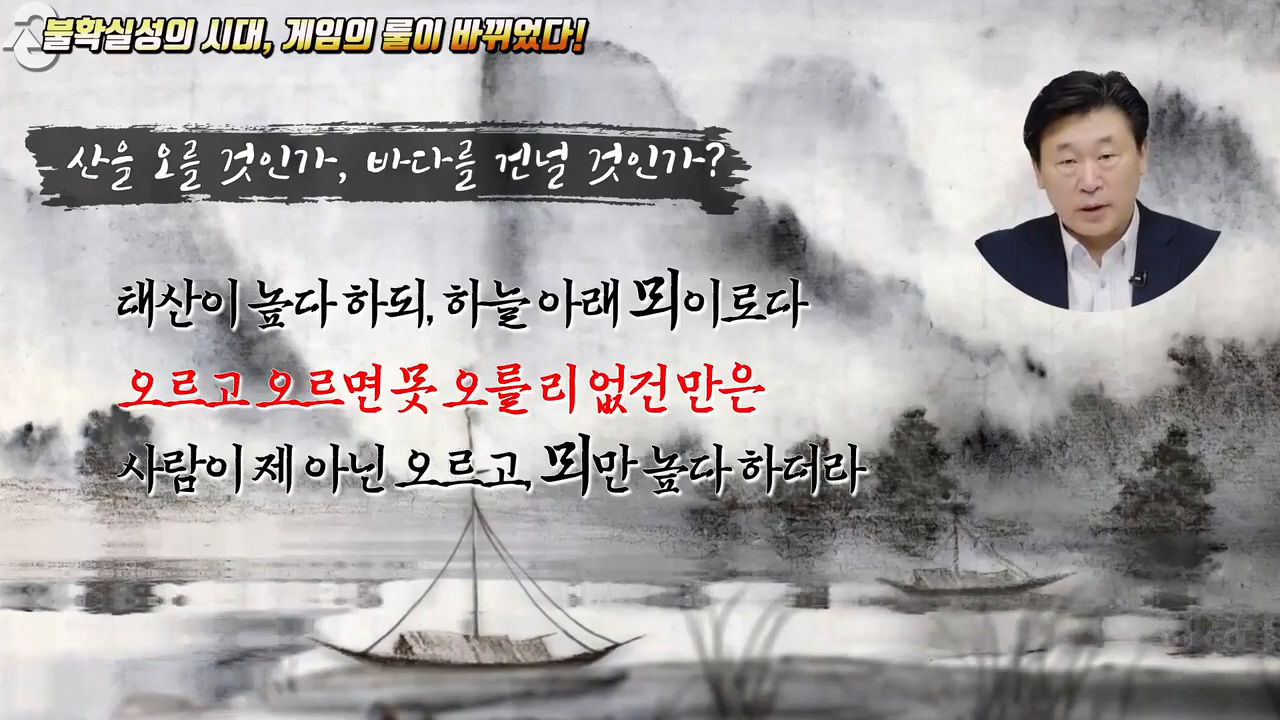 불확실성의 시대, 게임의 룰이 바뀌었다!
산을 오를 것인가, 바다를 건널 것인가?
태산이 높다 하되, 하늘 아래 뫼이로다
오르고 오르면 못 오를 리 없건만은
사람이 제 아닌 오르고, 뫼만 높다 하더라